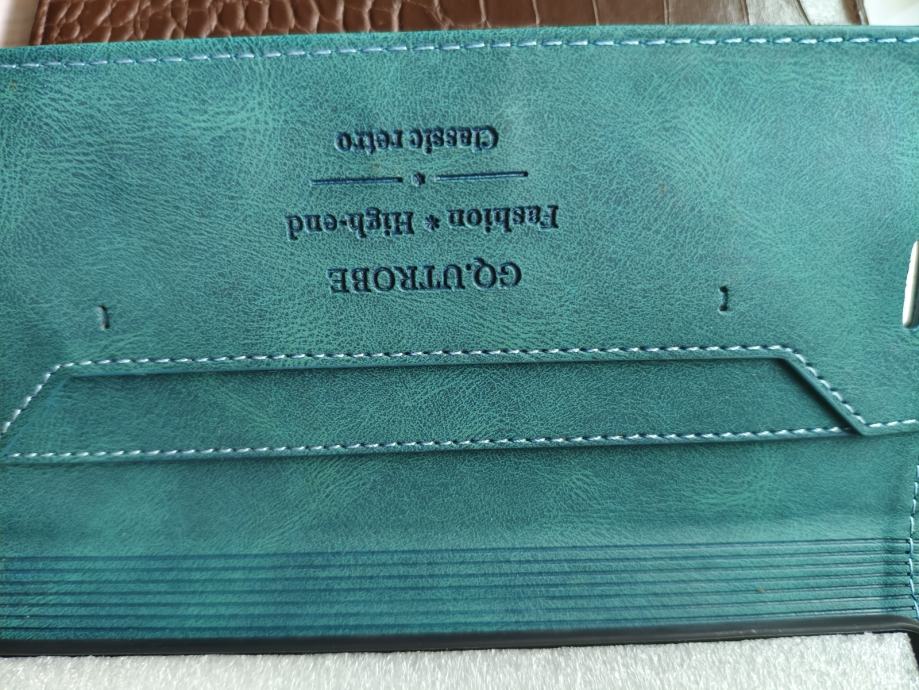 GQ.UTROBE
Fashion * High-end
Classic retro